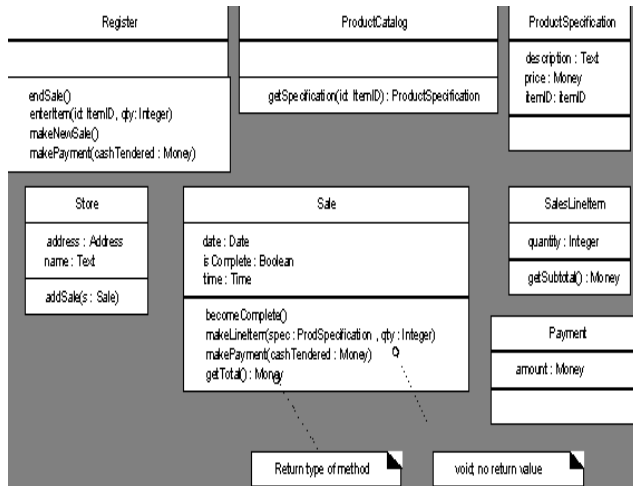 Register
endSale()
enterItem(id: ItemID, qty: Integer)
makeNewSale()
makePayment(cashTendered : Money)
ProductCatalog
getSpecification(id: ItemID) : ProductSpecification
ProductSpecification
description : Text
price : Money
itemID: itemID
Store
address : Address
name : Text
addSale(s : Sale)
Sale
date : Date
isComplete : Boolean
time : Time
becomeComplete()
makeLineItem(spec : ProdSpecification , qty : Integer)
makePayment(cashTendered : Money)
getTotal() : Money
SalesLineItem
quantity : Integer
getSubtotal() : Money
Payment
amount : Money
Return type of method
void; no return value